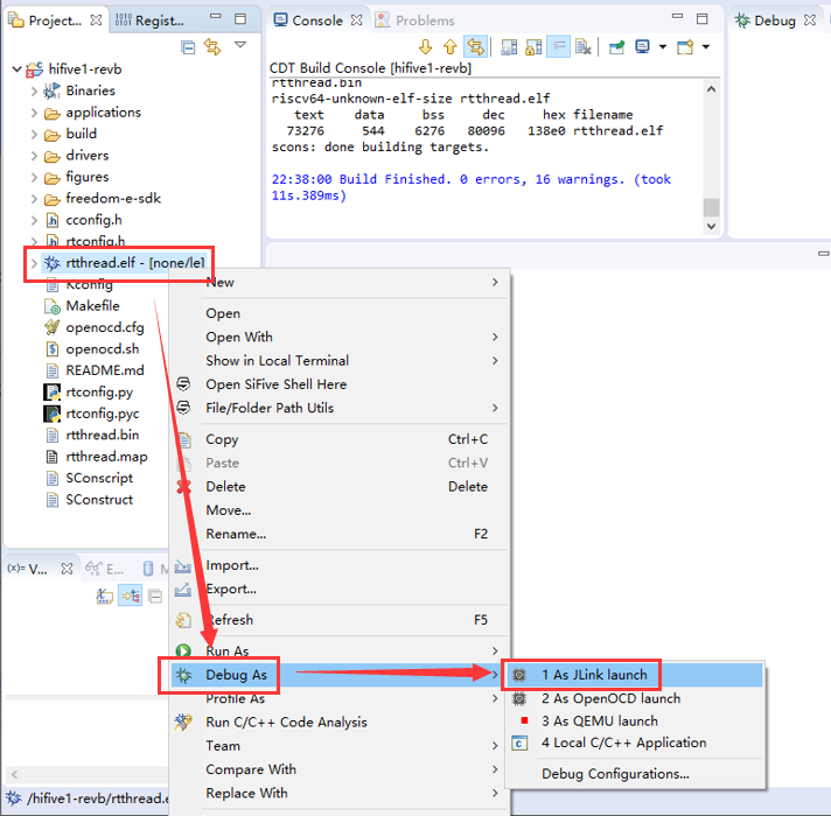 Project...
Regist...
Console
Problems
Debug
CDT Build Console [hifive1-revb]
rtthread.bin
riscv64-unknown-elf-size rtthread.elf
text data bss dec hex filename
73276 544 6276 80096 138e0 rtthread.elf
scons: done building targets.
22:38:00 Build Finished. 0 errors, 16 warnings. (took
11s.389ms)
hifive1-revb
Binaries
applications
build
drivers
figures
freedom-e-sdk
cconfig.h
rtconfig.h
rtthread.elf - [none/le]
Kconfig
Makefile
openocd.cfg
openocd.sh
README.md
rtconfig.py
rtconfig.pyc
rtthread.bin
rtthread.map
SConscript
SConstruct
(x)= V...
E...
M
/hifive1-revb/rtthread.e
New
Open
Open With
Show in Local Terminal
Open SiFive Shell Here
File/Folder Path Utils
Copy Ctrl+C
Paste Ctrl+V
Delete Delete
Move...
Rename... F2
Import...
Export...
Refresh F5
Run As
Debug As
Profile As
Run C/C++ Code Analysis
Team
Compare With
Replace With
1 As JLink launch
2 As OpenOCD launch
3 As QEMU launch
4 Local C/C++ Application
Debug Configurations...